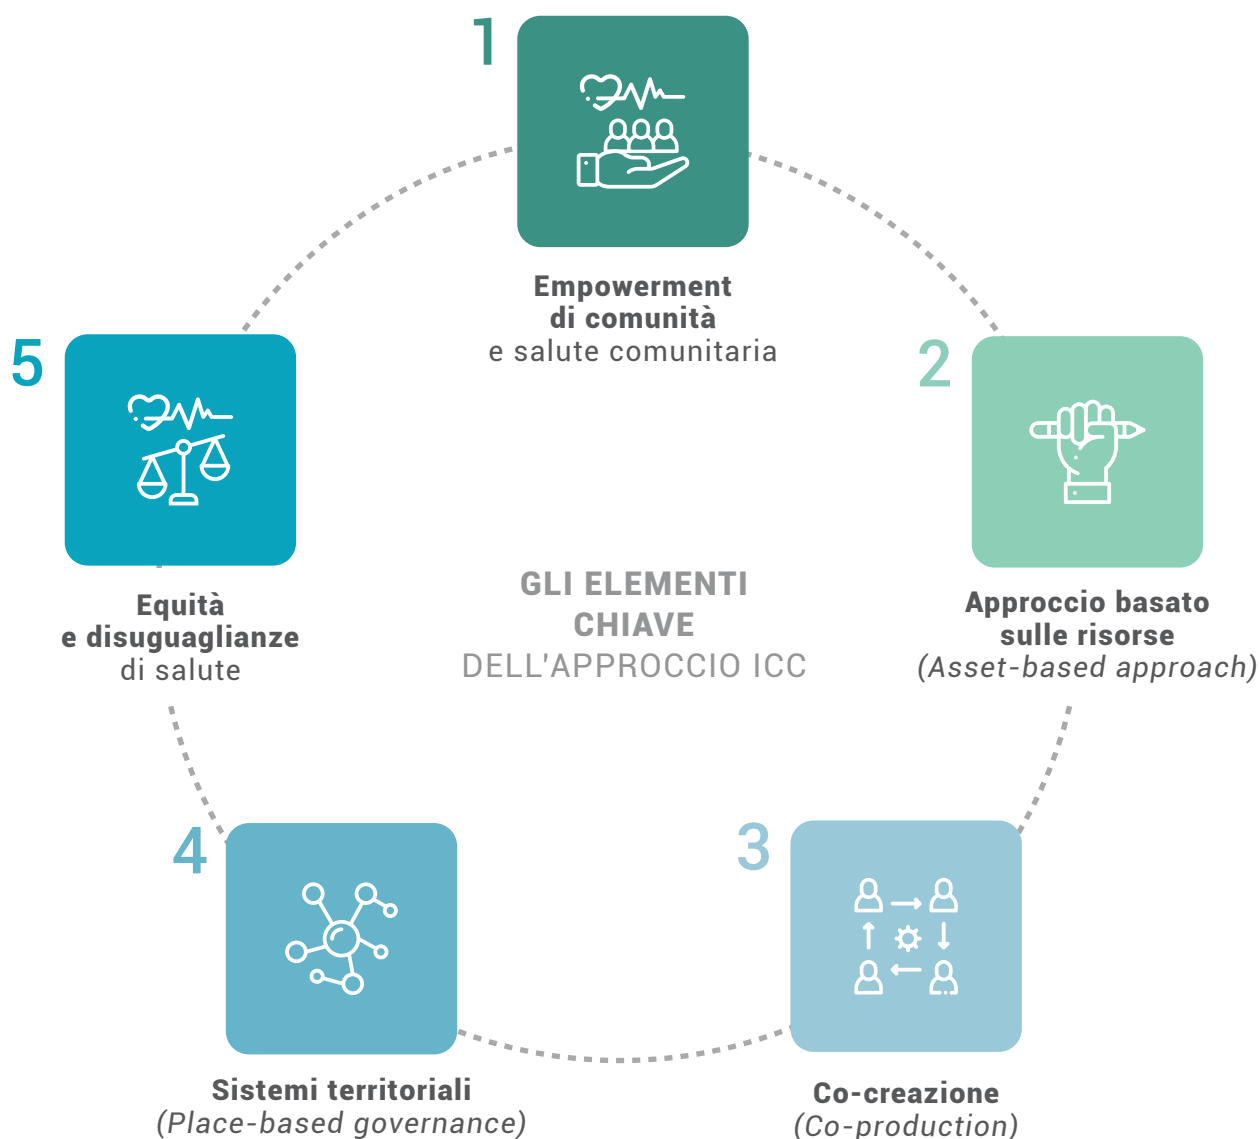 1
Empowerment
di comunità
e salute comunitaria
2
Approccio basato
sulle risorse
(Asset-based approach)
3
Co-creazione
(Co-production)
4
Sistemi territoriali
(Place-based governance)
5
Equità
e disuguaglianze
di salute
GLI ELEMENTI
CHIAVE
DELL'APPROCCIO ICC